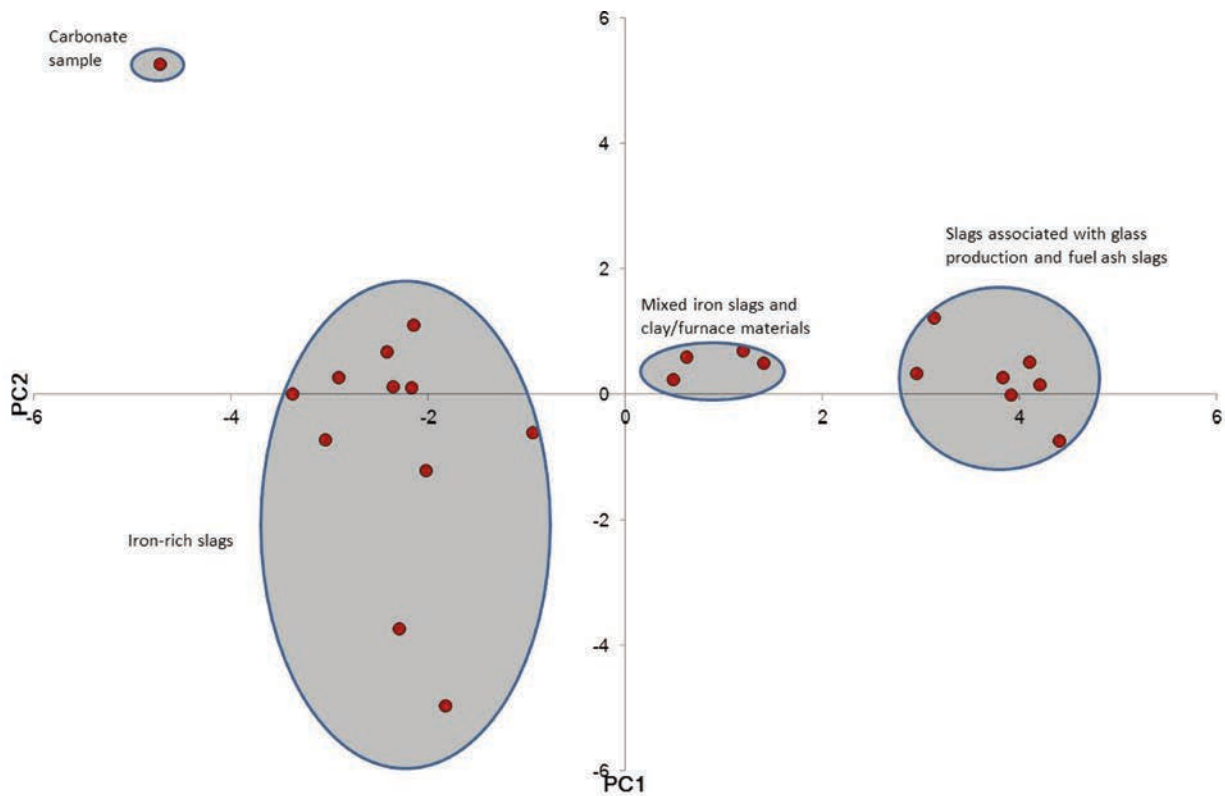 Carbonate
sample
6
4
2
Slags associated with glass
production and fuel ash slags
Mixed iron slags and
clay/furnace materials
PC2
-6
-4
-2
0
2
4
6
0
-2
Iron-rich slags
-4
-6
PC1